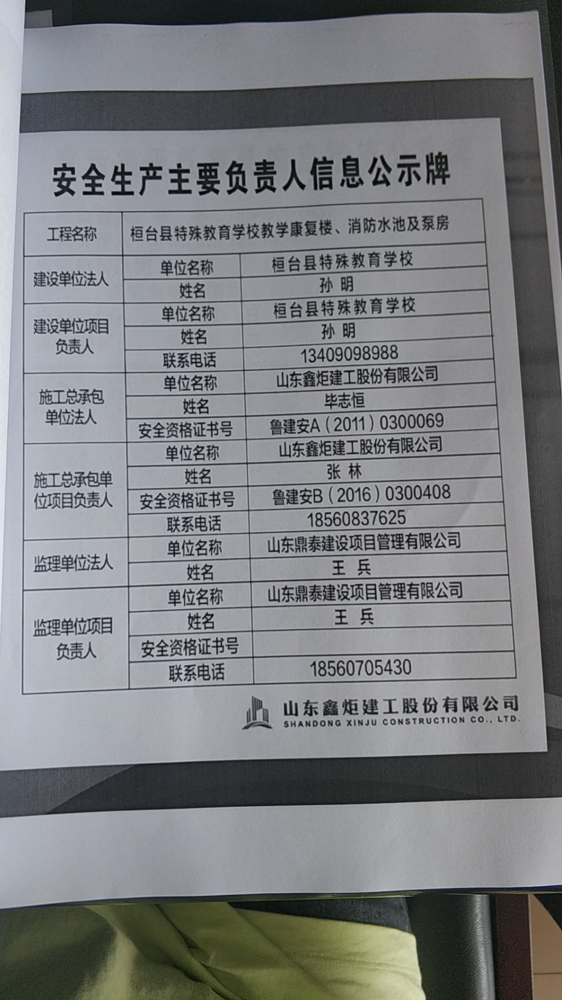 安全生产主要负责人信息公示牌
工程名称 桓台县特殊教育学校教学康复楼、消防水池及泵房
建设单位法人 单位名称 桓台县特殊教育学校
姓名 孙 明
建设单位项目负责人 单位名称 桓台县特殊教育学校
姓名 孙 明
联系电话 13409098988
施工总承包单位法人 单位名称 山东鑫炬建工股份有限公司
姓名 毕志恒
安全资格证书号 鲁建安A（2011）0300069
施工总承包单位项目负责人 单位名称 山东鑫炬建工股份有限公司
姓名 张 林
安全资格证书号 鲁建安B（2016）0300408
联系电话 18560837625
监理单位法人 单位名称 山东鼎泰建设项目管理有限公司
姓名 王 兵
监理单位项目负责人 单位名称 山东鼎泰建设项目管理有限公司
姓名 王 兵
安全资格证书号
联系电话 18560705430
山东鑫炬建工股份有限公司
SHANDONG XINJU CONSTRUCTION CO., LTD.